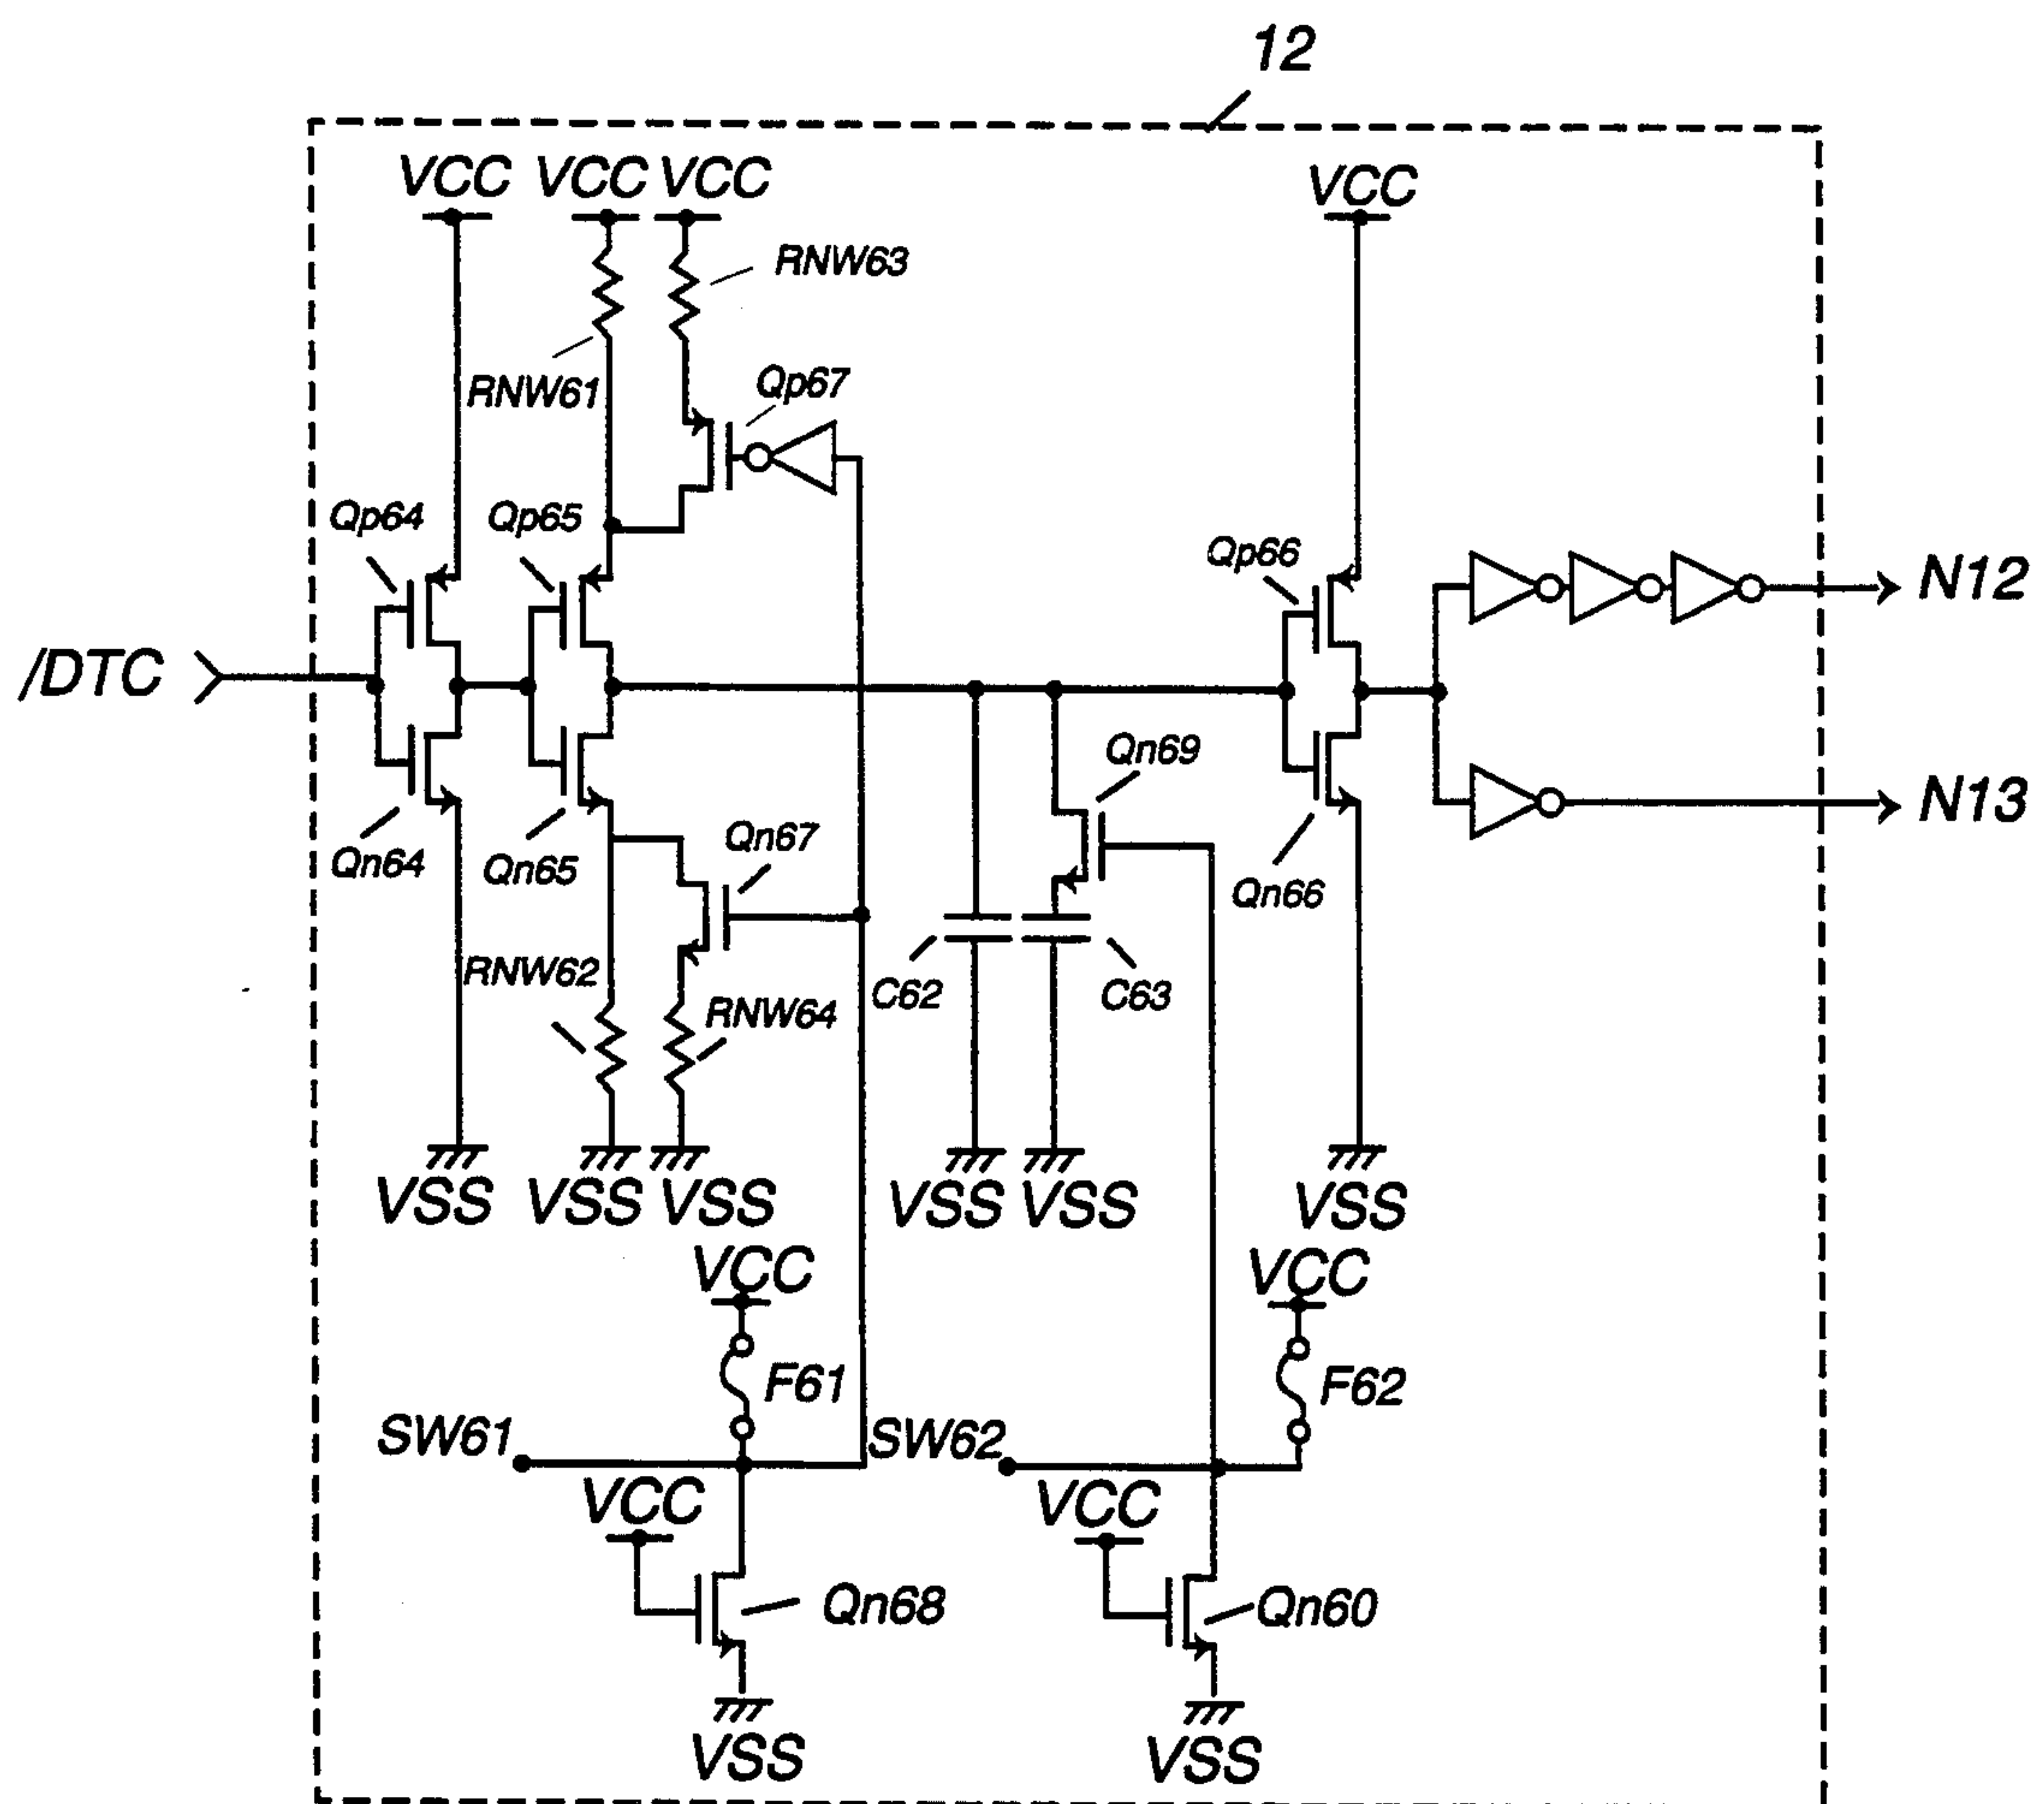 12
VCC VCC VCC VCC
RNW63
RNW61
Qp67
Qp64 Qp65 Qp66
N12
/DTC
Qn69
N13
Qn64 Qn65 Qn67 Qn66
RNW62 RNW64 C62 C63
VSS VSS VSS VSS VSS VSS
VCC VCC
F61 F62
SW61 SW62
VCC VCC
Qn68 Qn60
VSS VSS